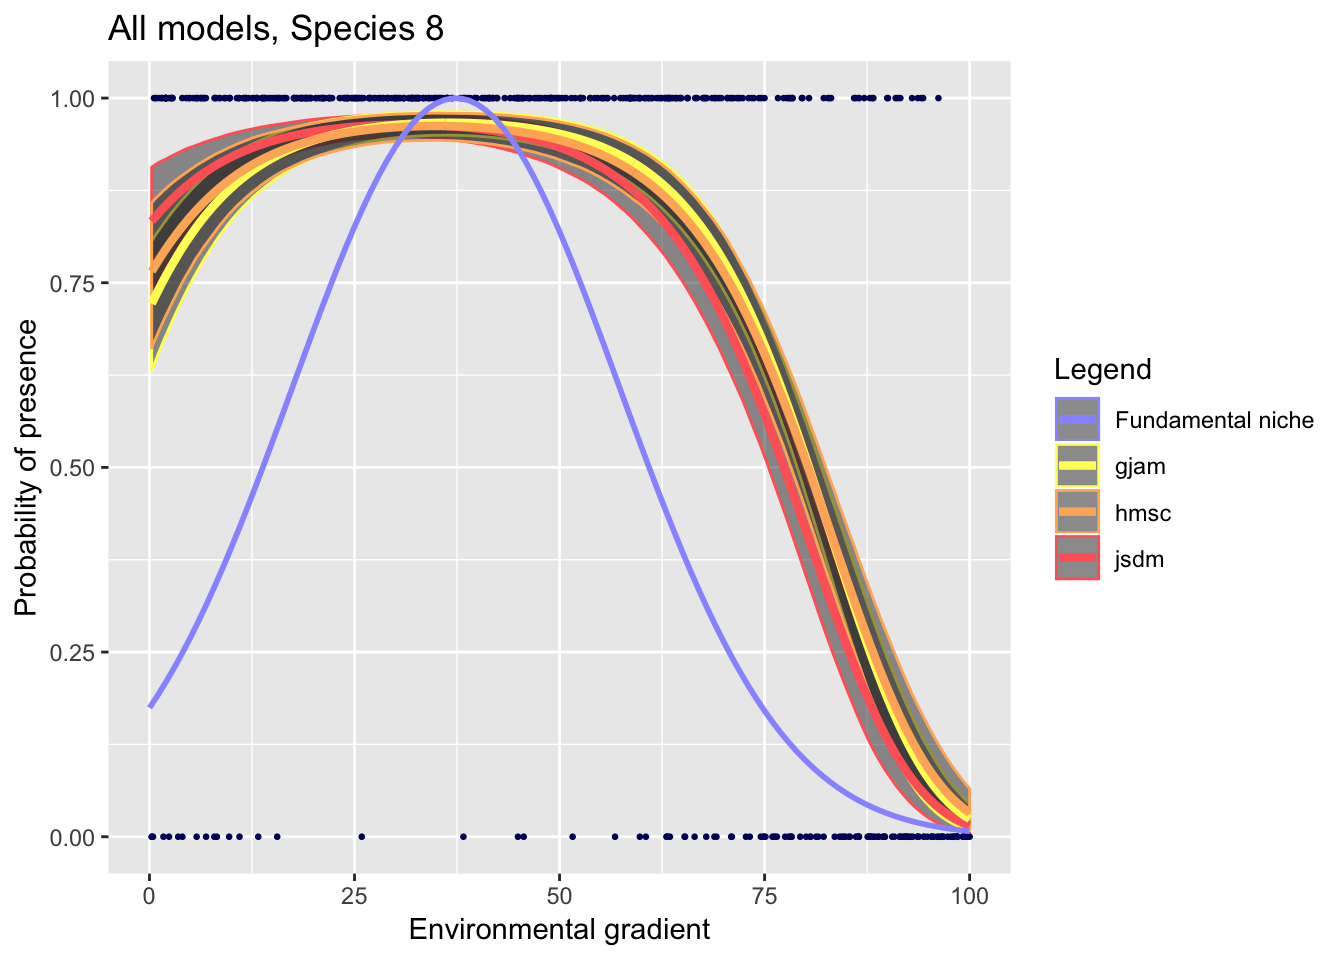 All models, Species 8
Probability of presence
1.00
0.75
0.50
0.25
0.00
0
25
50
75
100
Environmental gradient
Legend
Fundamental niche
gjam
hmsc
jsdm